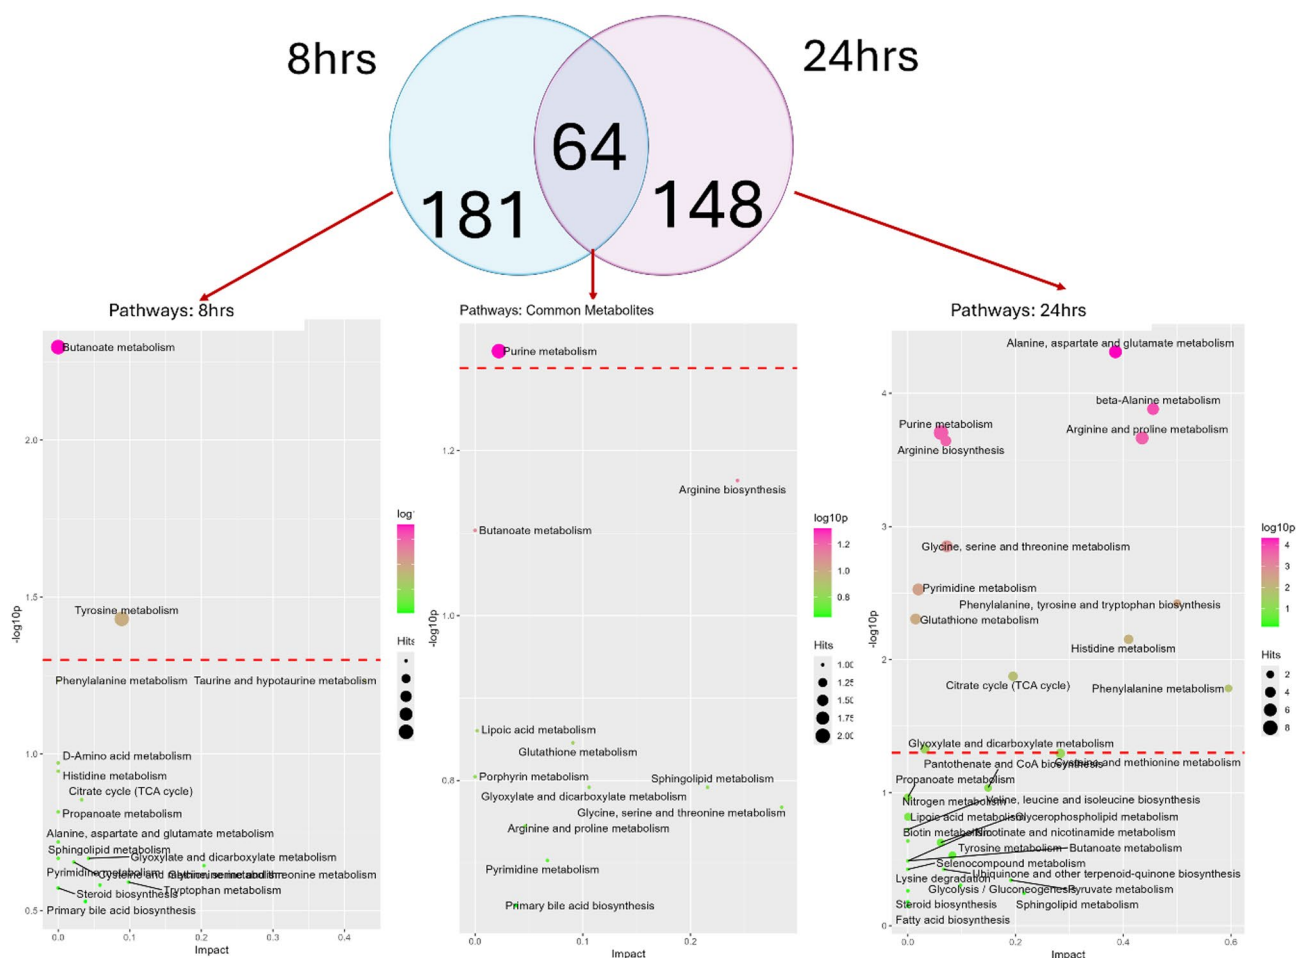 8hrs
24hrs
64
181
148
Pathways: 8hrs
Butanoate metabolism
2.0
Tyrosine metabolism
1.5
-log10p
Phenylalanine metabolism
Taurine and hypotaurine metabolism
1.0
D-Amino acid metabolism
Histidine metabolism
Citrate cycle (TCA cycle)
Propanoate metabolism
Alanine, aspartate and glutamate metabolism
Sphingolipid metabolism
Glyoxylate and dicarboxylate metabolism
Pyrimidine metabolism
Tryptophan metabolism
Steroid biosynthesis
Primary bile acid biosynthesis
0.5
0.0
0.1
0.2
0.3
0.4
Impact
Hits
Pathways: Common Metabolites
Purine metabolism
1.2
Arginine biosynthesis
Butanoate metabolism
1.0
-log10p
Lipoic acid metabolism
Glutathione metabolism
0.8
Porphyrin metabolism
Sphingolipid metabolism
Glyoxylate and dicarboxylate metabolism
Glycine, serine and threonine metabolism
Arginine and proline metabolism
Pyrimidine metabolism
Primary bile acid biosynthesis
0.0
0.1
0.2
Impact
log10p
1.2
1.0
0.8
Hits
1.25
1.50
1.75
Pathways: 24hrs
Alanine, aspartate and glutamate metabolism
4
beta-Alanine metabolism
Purine metabolism
Arginine and proline metabolism
Arginine biosynthesis
3
Glycine, serine and threonine metabolism
Pyrimidine metabolism
Phenylalanine, tyrosine and tryptophan biosynthesis
Glutathione metabolism
-log10p
Histidine metabolism
2
Citrate cycle (TCA cycle)
Phenylalanine metabolism
Glyoxylate and dicarboxylate metabolism
Cysteine and methionine metabolism
Pantothenate and CoA biosynthesis
Propanoate metabolism
1
Nitrogen metabolism
Valine, leucine and isoleucine biosynthesis
Lipoic acid metabolism
Glycerophospholipid metabolism
Biotin metabolism
Nicotinate and nicotinamide metabolism
Tyrosine metabolism
Butanoate metabolism
Selenocompound metabolism
Ubiquinone and other terpenoid-quinone biosynthesis
Lysine degradation
Glycolysis / Gluconeogenesis
Pyruvate metabolism
Steroid biosynthesis
Sphingolipid metabolism
Fatty acid biosynthesis
0
0.0
0.2
0.4
0.6
Impact
log10p
4
3
2
1
Hits
2
4
6
8